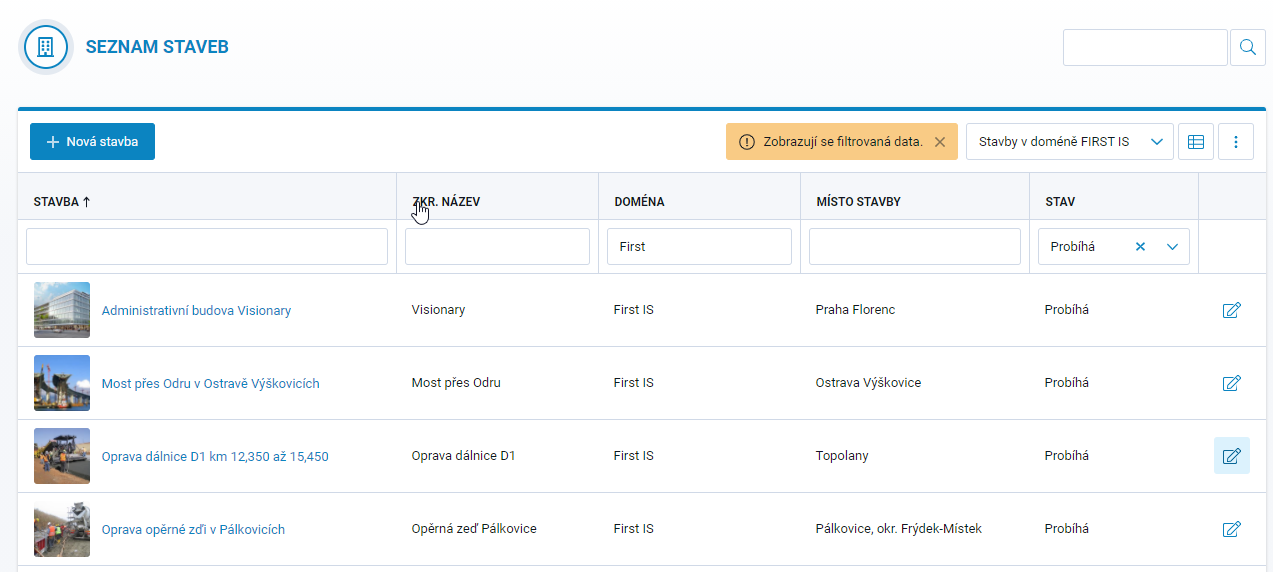 SEZNAM STAVEB
Nová stavba
Zobrazují se filtrovaná data.
Stavby v doméně FIRST IS
STAVBA ZKR. NÁZEV DOMÉNA MÍSTO STAVBY STAV
First Probíhá
Administrativní budova Visionary Visionary First IS Praha Florenc Probíhá
Most přes Odru v Ostravě Výškovicích Most přes Odru First IS Ostrava Výškovice Probíhá
Oprava dálnice D1 km 12,350 až 15,450 Oprava dálnice D1 First IS Topolany Probíhá
Oprava opěrné zďi v Pálkovicích Opěrná zeď Pálkovice First IS Pálkovice, okr. Frýdek-Místek Probíhá